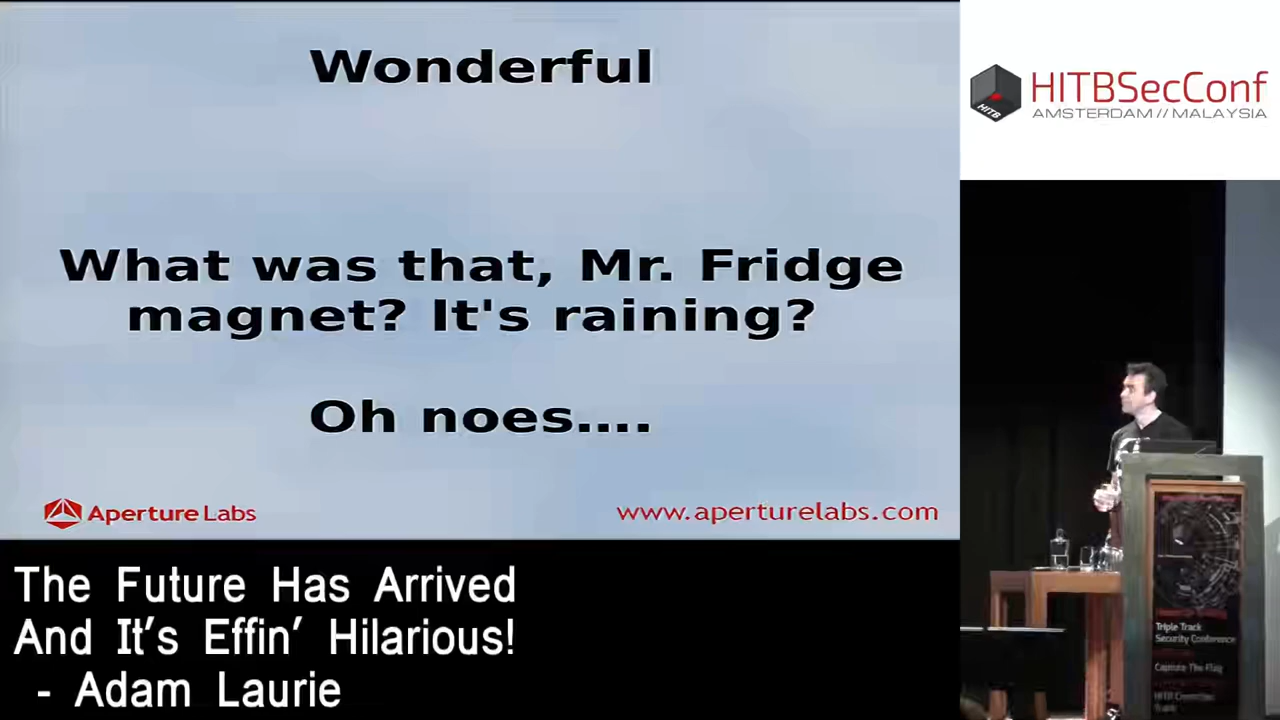 Wonderful
What was that, Mr. Fridge
magnet? It's raining?
Oh noes....
Aperture Labs
www.aperturelabs.com
HITBSecConf
AMSTERDAM // MALAYSIA
HITB
The Future Has Arrived
And It's Effin' Hilarious!
- Adam Laurie
Triple Track
Security Conference
Capture The Flag